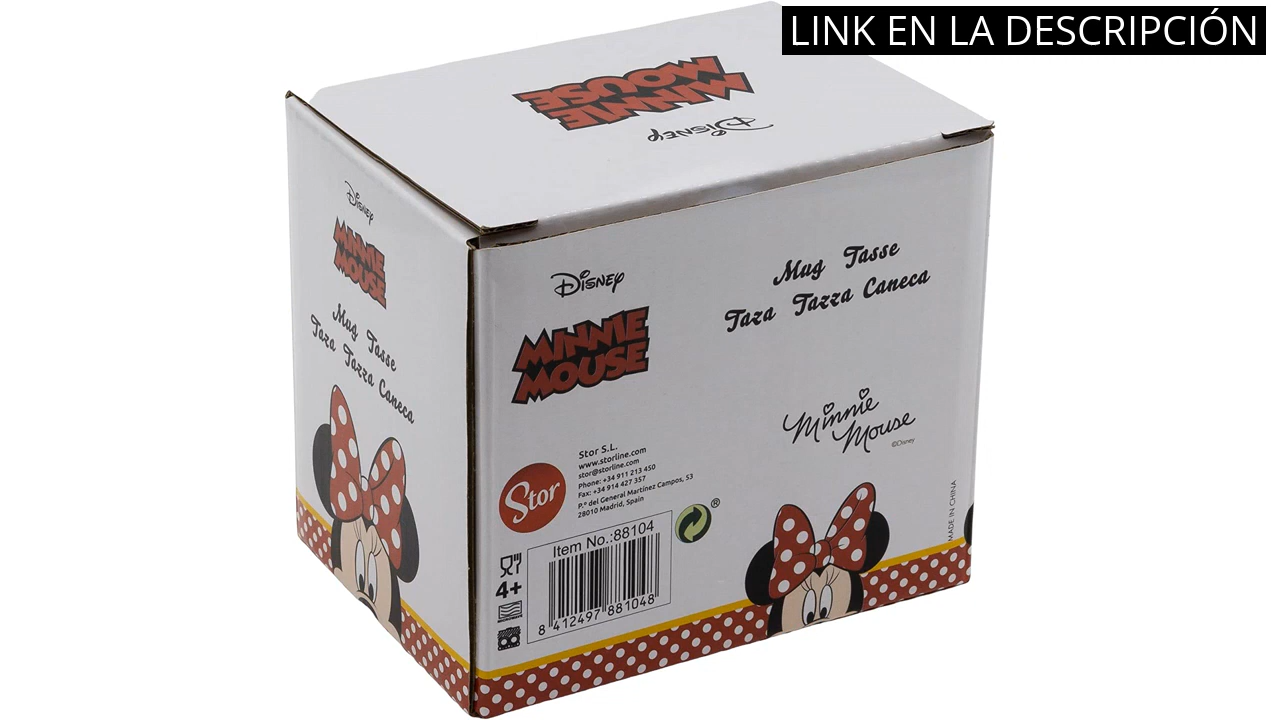 LINK EN LA DESCRIPCIÓN
MINNIE
MOUSE
Disney
Disney
MINNIE
MOUSE
Mug Tasse
Taza Tazza Caneca
Disney
MINNIE
MOUSE
Mug Tasse
Taza Tazza Caneca
Minnie
Mouse
©Disney
Stor
Stor S.L.
www.storline.com
stor@storline.com
Phone: +34 911 213 450
Fax: +34 914 427 357
P.º del General Martínez Campos, 53
28010 Madrid, Spain
®
MADE IN CHINA
Item No.:88104
4+
8 412497 881048